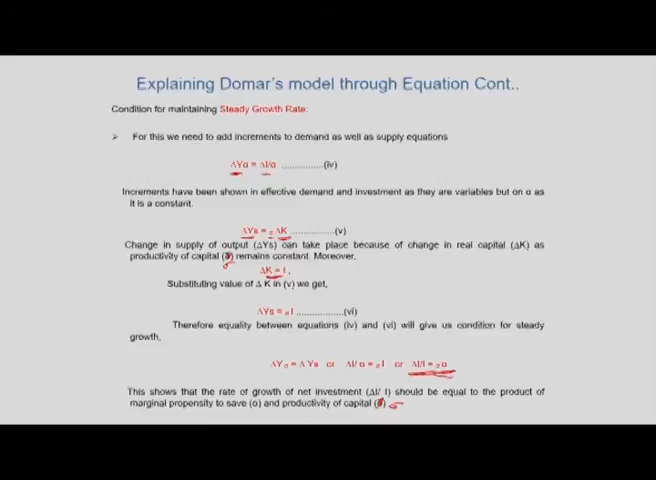 Explaining Domar's model through Equation Cont..
Condition for maintaining Steady Growth Rate:
➢ For this we need to add increments to demand as well as supply equations
ΔYd = ΔI/α ...............(iv)
Increments have been shown in effective demand and investment as they are variables but on α as
it is a constant.
ΔYs = σ ΔK ...............(v)
Change in supply of output (ΔYs) can take place because of change in real capital (ΔK) as
productivity of capital (σ) remains constant. Moreover,
ΔK = I ,
Substituting value of Δ K in (v) we get,
ΔYs = σ I ...............(vi)
Therefore equality between equations (iv) and (vi) will give us condition for steady
growth,
ΔYd = Δ Ys or ΔI/ α = σ I or ΔI/I = σ α
This shows that the rate of growth of net investment (ΔI/ I) should be equal to the product of
marginal propensity to save (α) and productivity of capital (σ) σ